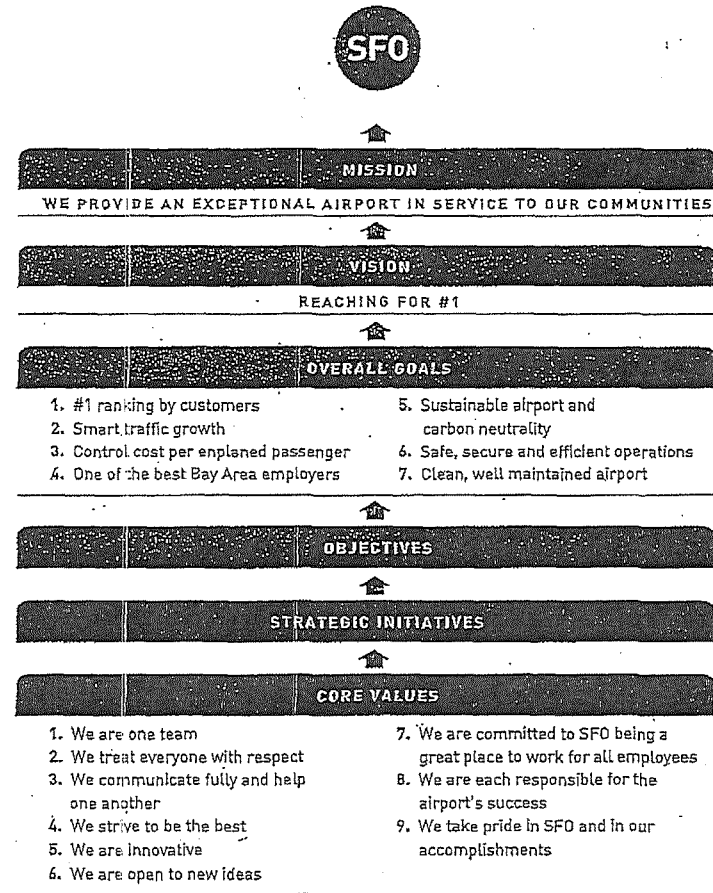 SFO
MISSION
WE PROVIDE AN EXCEPTIONAL AIRPORT IN SERVICE TO OUR COMMUNITIES
VISION
REACHING FOR #1
OVERALL GOALS
1. #1 ranking by customers
2. Smart traffic growth
3. Control cost per enplaned passenger
4. One of the best Bay Area employers
5. Sustainable airport and
carbon neutrality
6. Safe, secure and efficient operations
7. Clean, well maintained airport
OBJECTIVES
STRATEGIC INITIATIVES
CORE VALUES
1. We are one team
2. We treat everyone with respect
3. We communicate fully and help
one another
4. We strive to be the best
5. We are innovative
6. We are open to new ideas
7. We are committed to SFO being a
great place to work for all employees
8. We are each responsible for the
airport's success
9. We take pride in SFO and in our
accomplishments